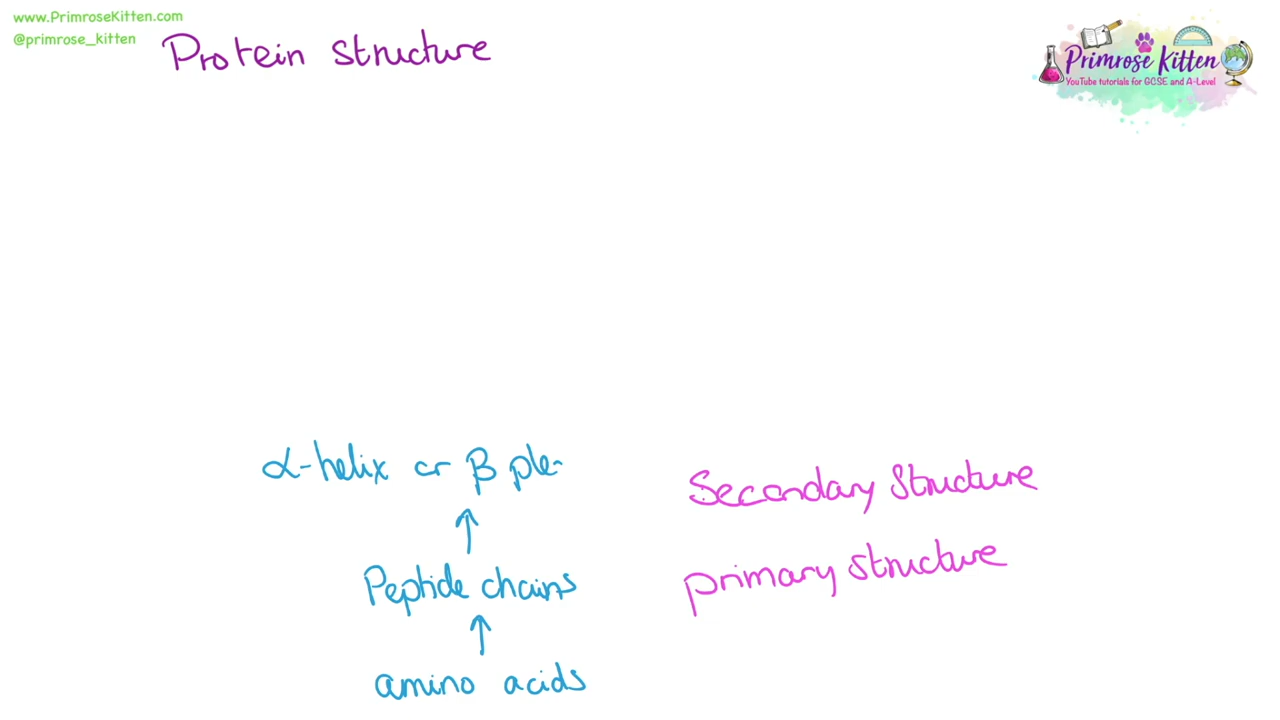 www.PrimroseKitten.com
@primrose_kitten
Protein structure
Primrose Kitten
YouTube tutorials for GCSE and A-Level
α-helix or β ple
Secondary structure
Peptide chains
primary structure
amino acids